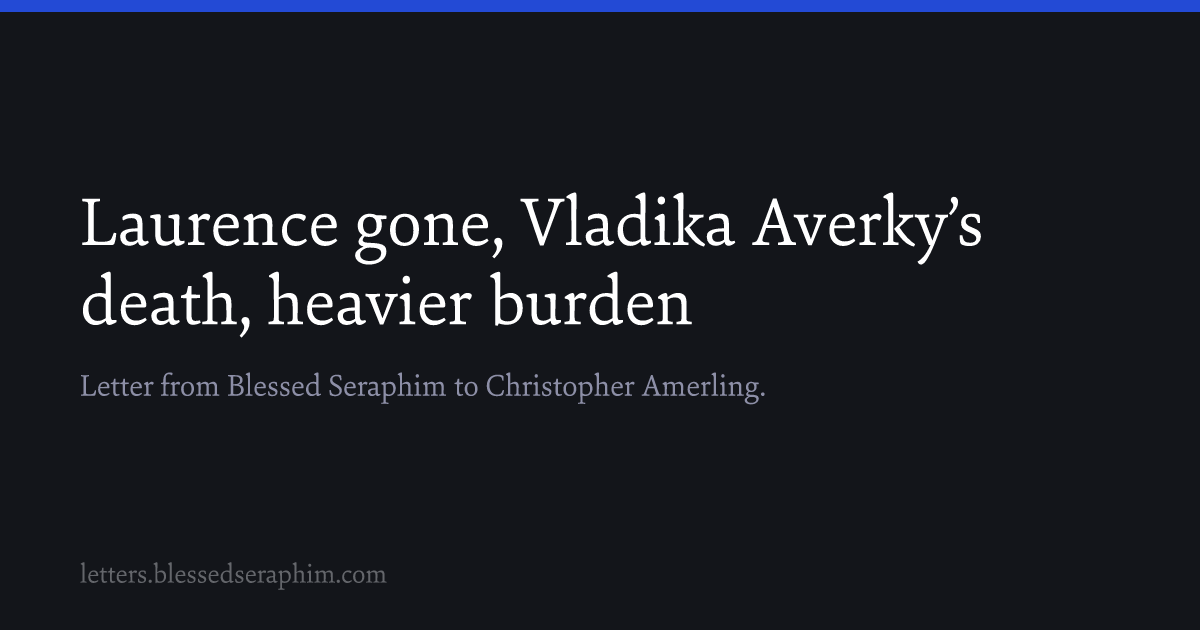 Laurence gone, Vladika Averky’s
death, heavier burden
Letter from Blessed Seraphim to Christopher Amerling.
letters.blessedseraphim.com